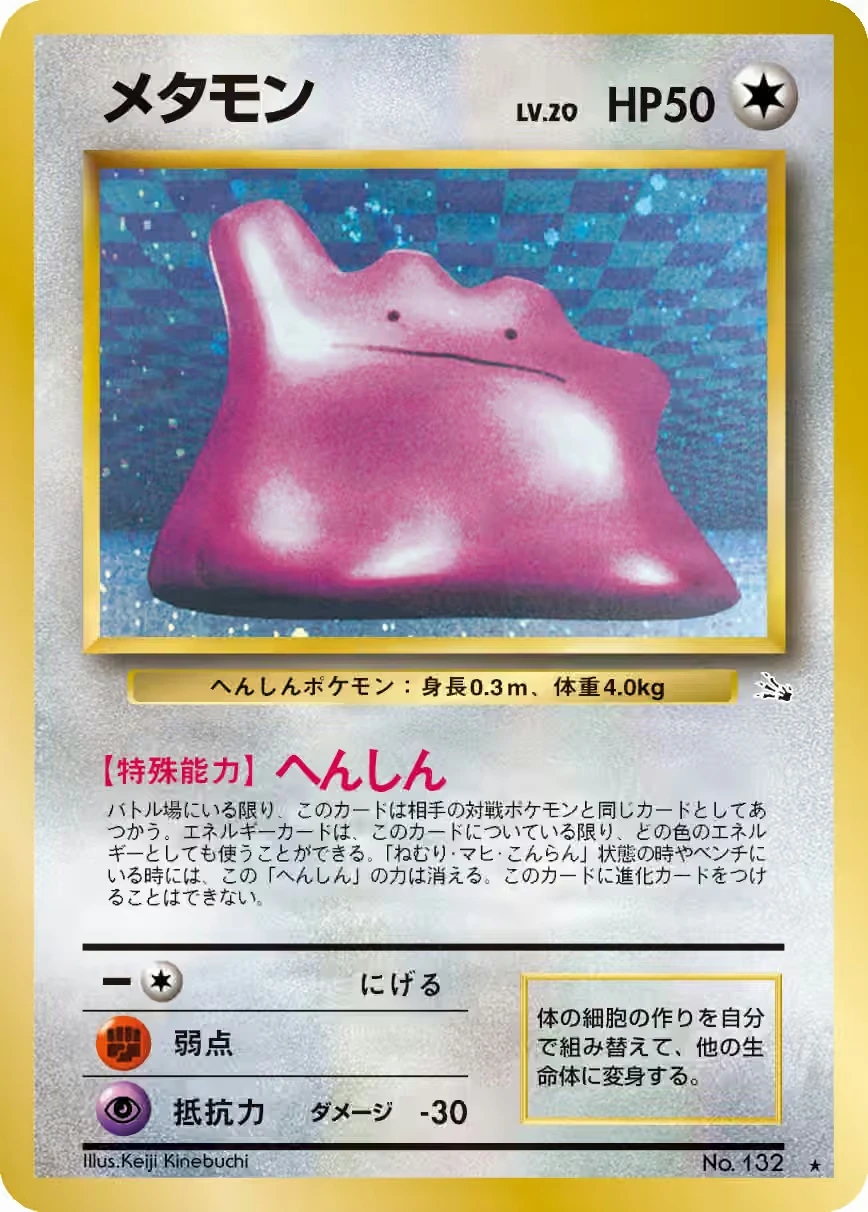 メタモン LV.20 HP50
へんしんポケモン：身長0.3m、体重4.0kg
【特殊能力】へんしん
バトル場にいる限り、このカードは相手の対戦ポケモンと同じカードとしてあ
つかう。エネルギーカードは、このカードについている限り、どの色のエネル
ギーとしても使うことができる。「ねむり・マヒ・こんらん」状態の時やベンチに
いる時には、この「へんしん」の力は消える。このカードに進化カードをつけ
ることはできない。
にげる
弱点
抵抗力 ダメージ -30
体の細胞の作りを自分
で組み替えて、他の生
命体に変身する。
Illus.Keiji Kinebuchi No. 132 ★